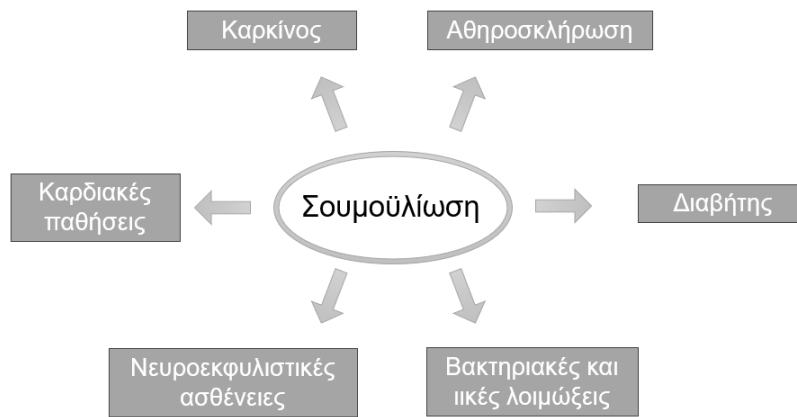 Καρκίνος
Αθηροσκλήρωση
Καρδιακές
παθήσεις
Σουμοϋλίωση
Διαβήτης
Νευροεκφυλιστικές
ασθένειες
Βακτηριακές και
ιικές λοιμώξεις